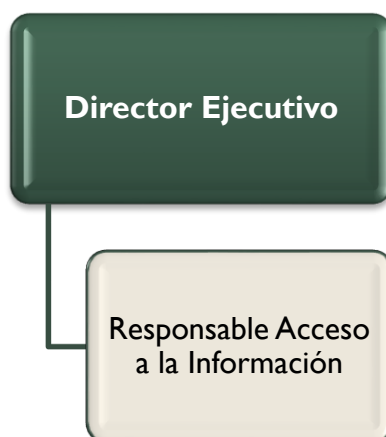 Director Ejecutivo
Responsable Acceso
a la Información